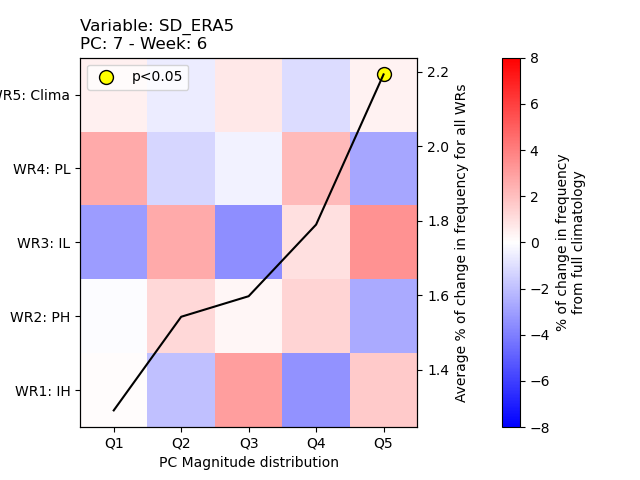 Variable: SD_ERA5
PC: 7 - Week: 6
p<0.05
WR5: Clima
WR4: PL
WR3: IL
WR2: PH
WR1: IH
Q1 Q2 Q3 Q4 Q5
PC Magnitude distribution
2.2
2.0
1.8
1.6
1.4
Average % of change in frequency for all WRs
8
6
4
2
0
−2
−4
−6
−8
% of change in frequency
from full climatology